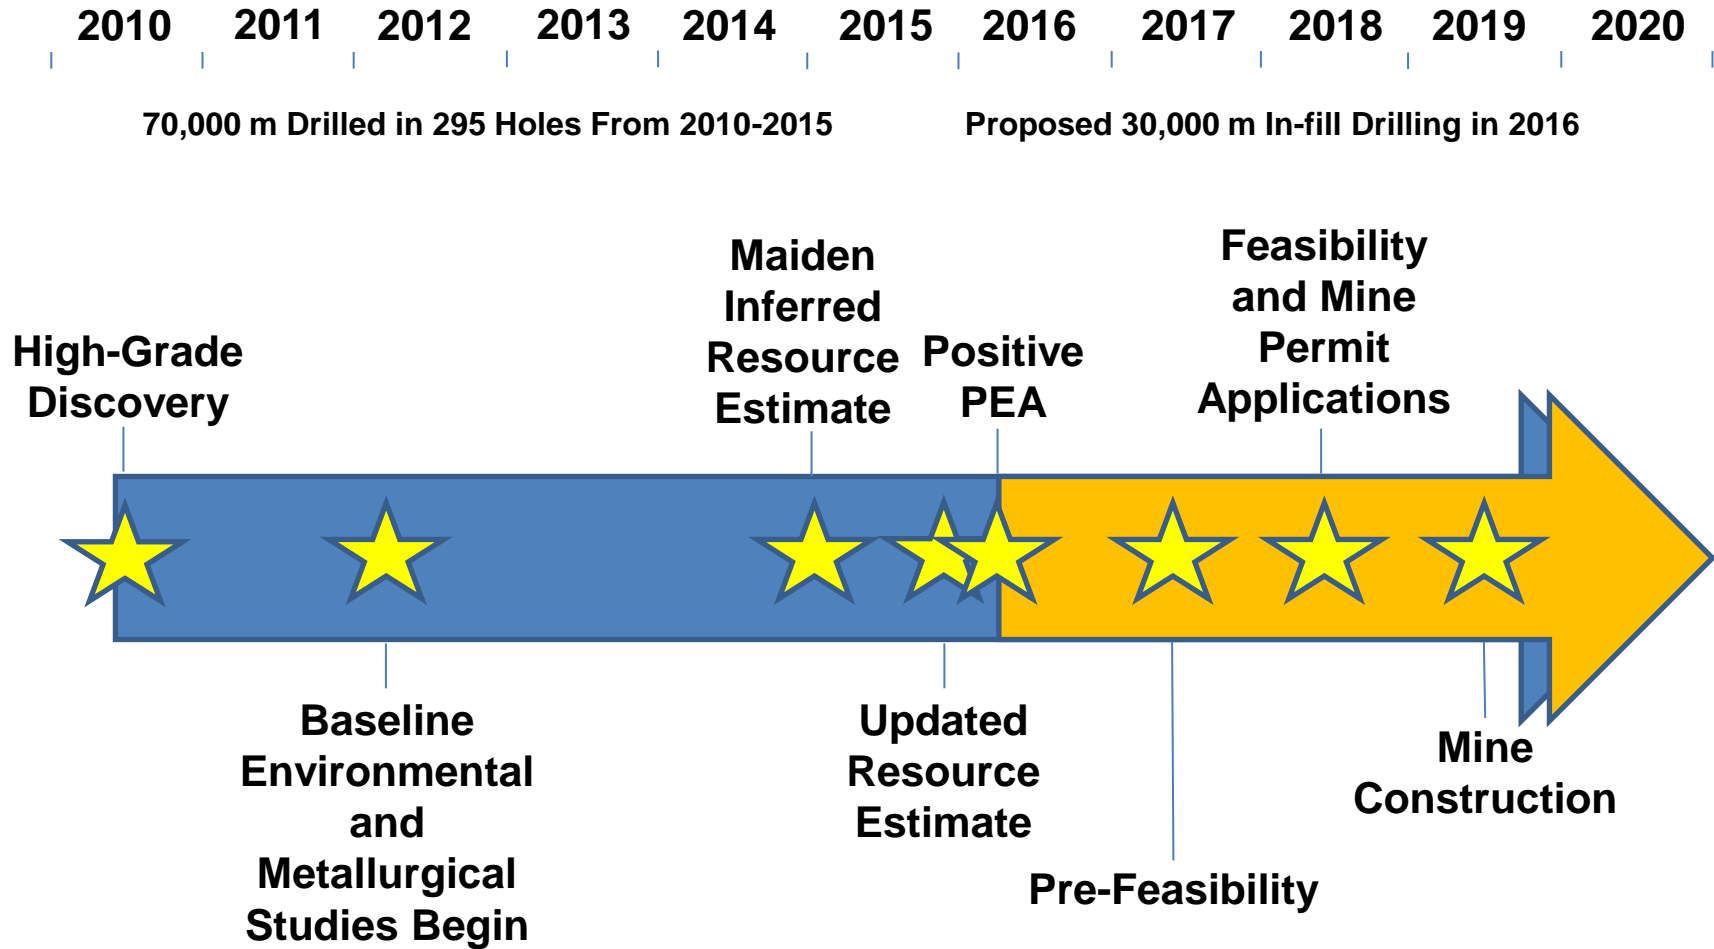 2010 2011 2012 2013 2014 2015 2016 2017 2018 2019 2020
70,000 m Drilled in 295 Holes From 2010-2015
Proposed 30,000 m In-fill Drilling in 2016
High-Grade
Discovery
Maiden
Inferred
Resource
Estimate
Positive
PEA
Feasibility
and Mine
Permit
Applications
Baseline
Environmental
and
Metallurgical
Studies Begin
Updated
Resource
Estimate
Pre-Feasibility
Mine
Construction